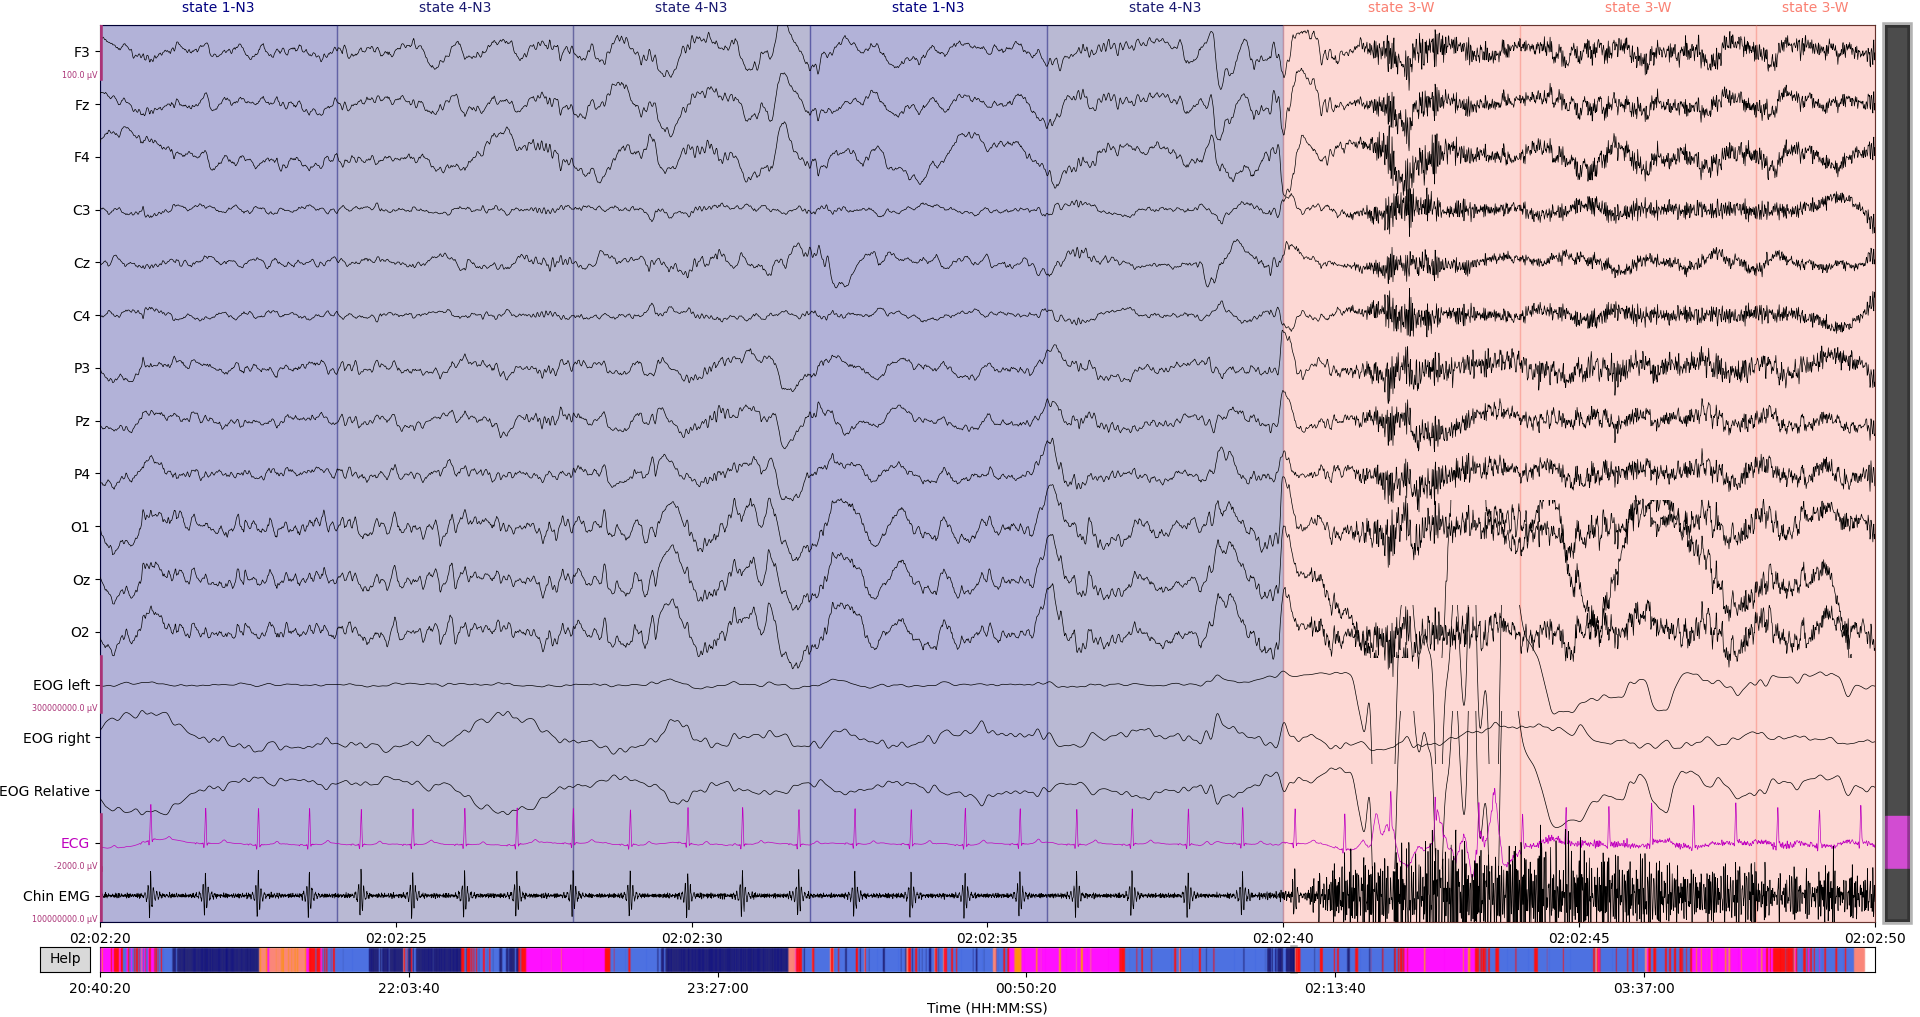 state 1-N3 state 4-N3 state 4-N3 state 1-N3 state 4-N3 state 3-W state 3-W state 3-W
F3
100.0 µV
Fz
F4
C3
Cz
C4
P3
Pz
P4
O1
Oz
O2
EOG left
300000000.0 µV
EOG right
EOG Relative
ECG
-2000.0 µV
Chin EMG
100000000.0 µV
02:02:20 02:02:25 02:02:30 02:02:35 02:02:40 02:02:45 02:02:50
Help
20:40:20 22:03:40 23:27:00 00:50:20 02:13:40 03:37:00
Time (HH:MM:SS)